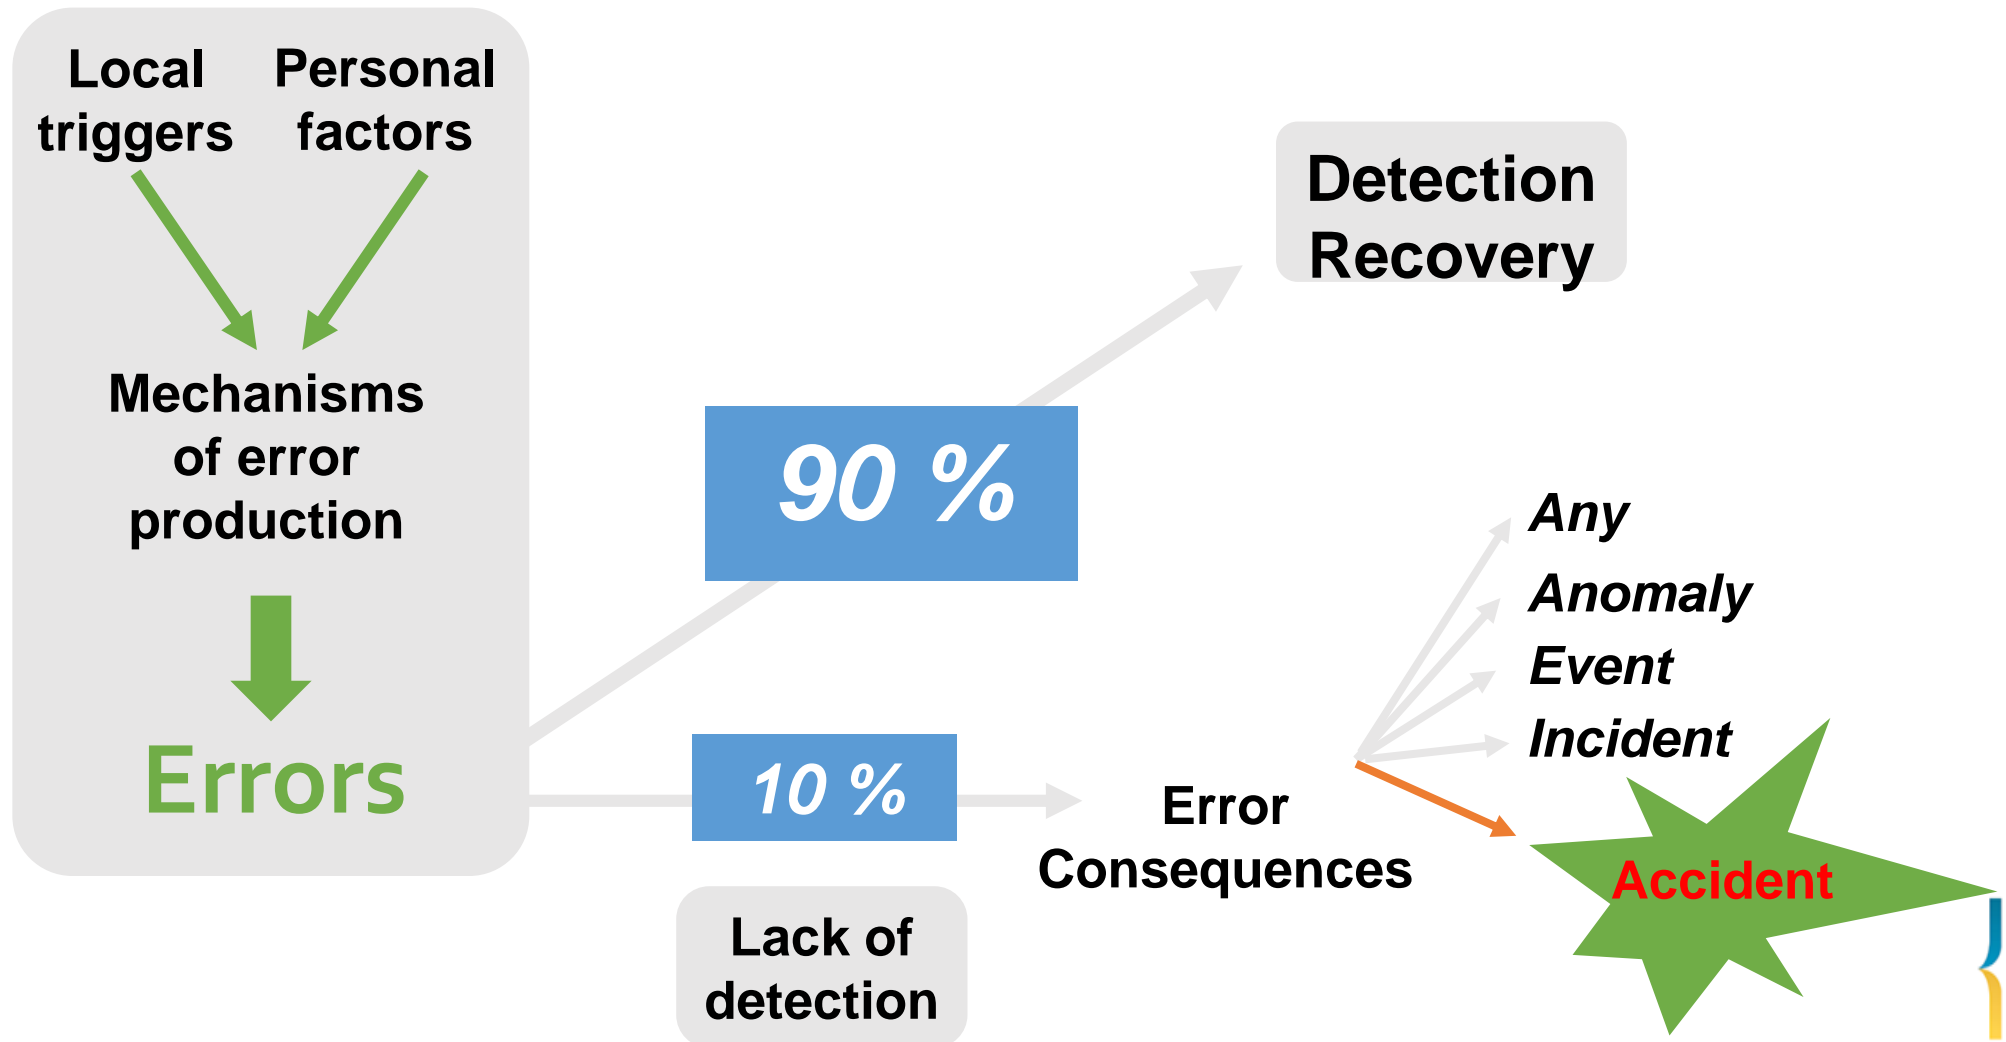 Local
triggers
Personal
factors
Mechanisms
of error
production
Errors
90 %
Detection
Recovery
10 %
Lack of
detection
Error
Consequences
Any
Anomaly
Event
Incident
Accident